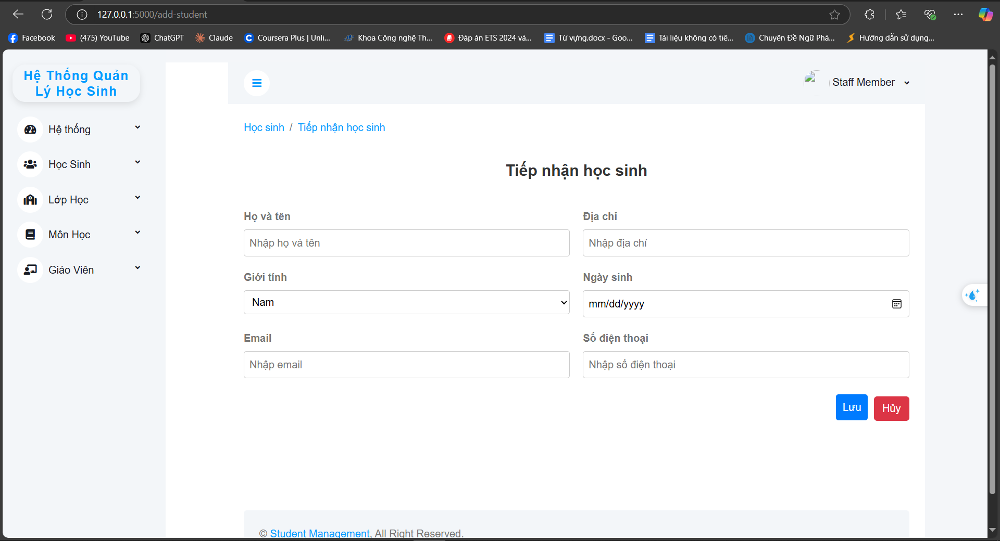 127.0.0.1:5000/add-student
Facebook
(475) YouTube
ChatGPT
Claude
Coursera Plus | Unli...
Khoa Công nghệ Th...
Đáp án ETS 2024 và...
Từ vựng.docx - Goo...
Tài liệu không có tiê...
Chuyên Đề Ngữ Phá...
Hướng dẫn sử dụng...
Hệ Thống Quản
Lý Học Sinh
Staff Member
Hệ thống
Học Sinh
Lớp Học
Môn Học
Giáo Viên
Học sinh / Tiếp nhận học sinh
Tiếp nhận học sinh
Họ và tên
Địa chỉ
Nhập họ và tên
Nhập địa chỉ
Giới tính
Ngày sinh
Nam
mm/dd/yyyy
Email
Số điện thoại
Nhập email
Nhập số điện thoại
Lưu
Hủy
© Student Management, All Right Reserved.